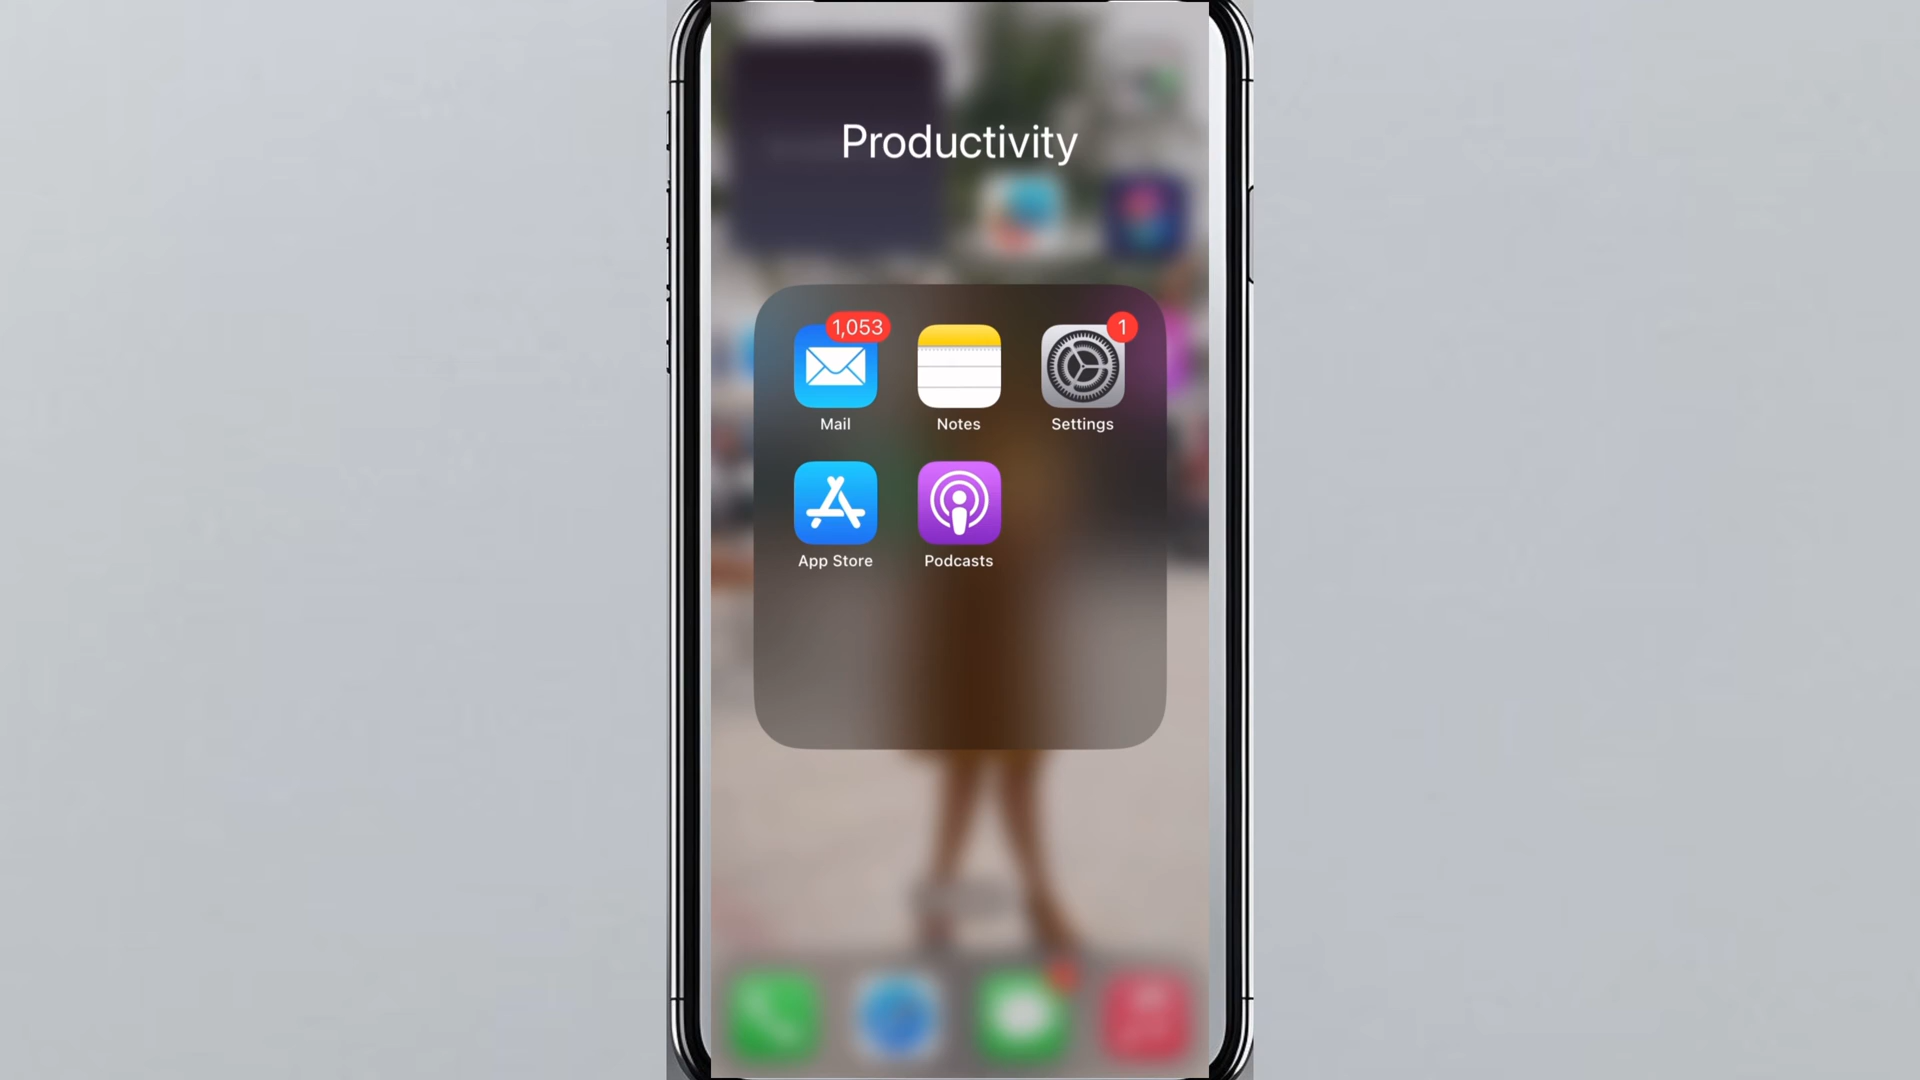 Productivity
1,053
1
Mail
Notes
Settings
App Store
Podcasts